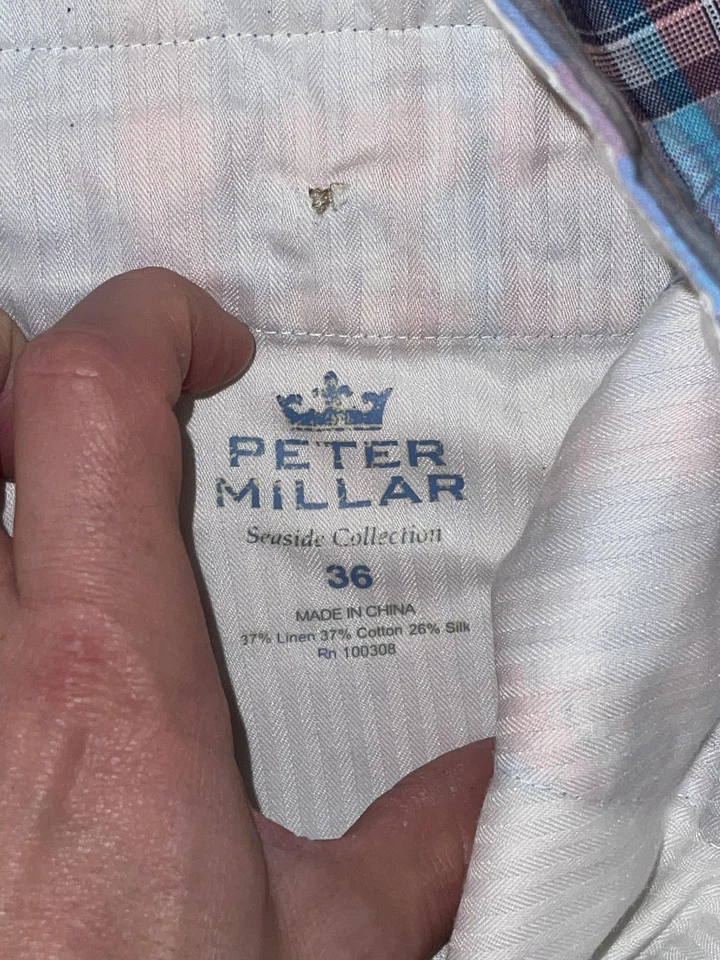 PETER
MILLAR
Seaside Collection
36
MADE IN CHINA
37% Linen 37% Cotton 26% Silk
Rn 100308